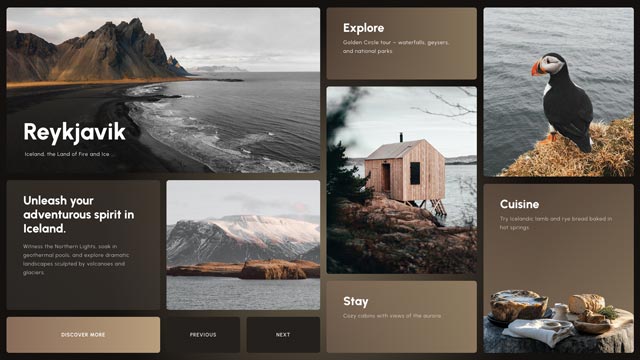 Reykjavik
Iceland, the Land of Fire and Ice ...
Unleash your
adventurous spirit in
Iceland.
Witness the Northern Lights, soak in
geothermal pools, and explore dramatic
landscapes sculpted by volcanoes and
glaciers.
DISCOVER MORE
PREVIOUS
NEXT
Explore
Golden Circle tour – waterfalls, geysers,
and national parks.
Stay
Cozy cabins with views of the aurora.
Cuisine
Try Icelandic lamb and rye bread baked in
hot springs.